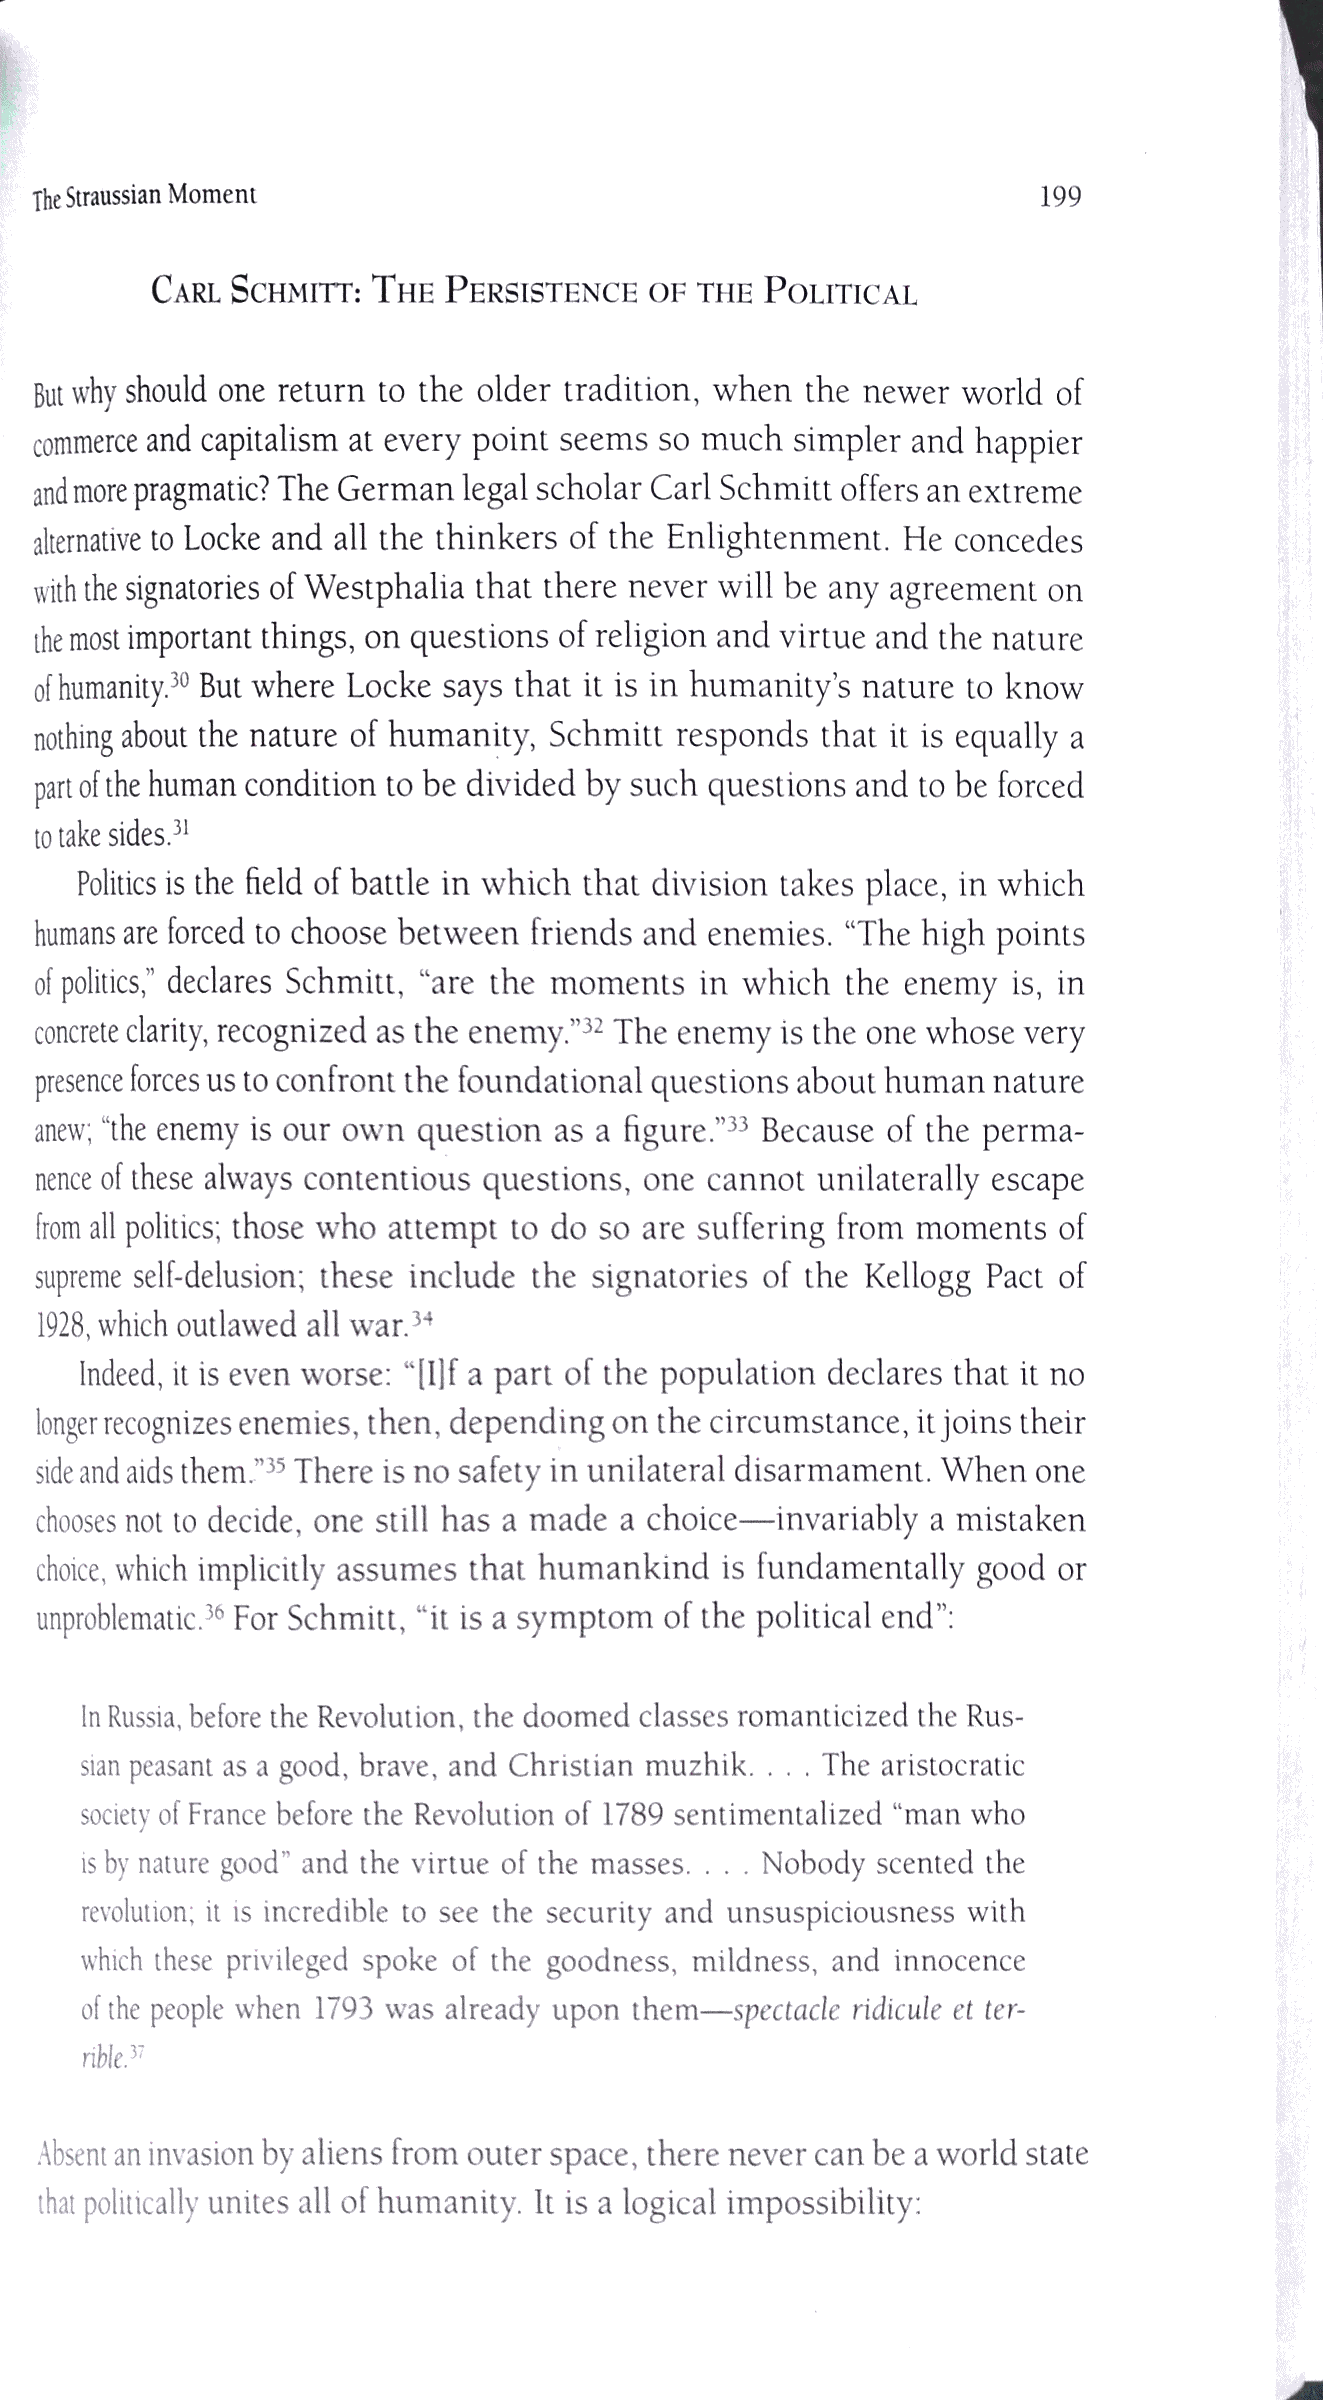 The Straussian Moment 199
CARL SCHMITT: THE PERSISTENCE OF THE POLITICAL
But why should one return to the older tradition, when the newer world of
commerce and capitalism at every point seems so much simpler and happier
and more pragmatic? The German legal scholar Carl Schmitt offers an extreme
alternative to Locke and all the thinkers of the Enlightenment. He concedes
with the signatories of Westphalia that there never will be any agreement on
the most important things, on questions of religion and virtue and the nature
of humanity.30 But where Locke says that it is in humanity's nature to know
nothing about the nature of humanity, Schmitt responds that it is equally a
part of the human condition to be divided by such questions and to be forced
to take sides.31
Politics is the field of battle in which that division takes place, in which
humans are forced to choose between friends and enemies. “The high points
of politics,” declares Schmitt, “are the moments in which the enemy is, in
concrete clarity, recognized as the enemy.”32 The enemy is the one whose very
presence forces us to confront the foundational questions about human nature
anew; “the enemy is our own question as a figure.”33 Because of the perma-
nence of these always contentious questions, one cannot unilaterally escape
from all politics; those who attempt to do so are suffering from moments of
supreme self-delusion; these include the signatories of the Kellogg Pact of
1928, which outlawed all war.34
Indeed, it is even worse: “[I]f a part of the population declares that it no
longer recognizes enemies, then, depending on the circumstance, it joins their
side and aids them.”35 There is no safety in unilateral disarmament. When one
chooses not to decide, one still has a made a choice—invariably a mistaken
choice, which implicitly assumes that humankind is fundamentally good or
unproblematic.36 For Schmitt, “it is a symptom of the political end”:
In Russia, before the Revolution, the doomed classes romanticized the Rus-
sian peasant as a good, brave, and Christian muzhik. . . . The aristocratic
society of France before the Revolution of 1789 sentimentalized “man who
is by nature good” and the virtue of the masses. . . . Nobody scented the
revolution; it is incredible to see the security and unsuspiciousness with
which these privileged spoke of the goodness, mildness, and innocence
of the people when 1793 was already upon them—spectacle ridicule et ter-
rible.37
Absent an invasion by aliens from outer space, there never can be a world state
that politically unites all of humanity. It is a logical impossibility: